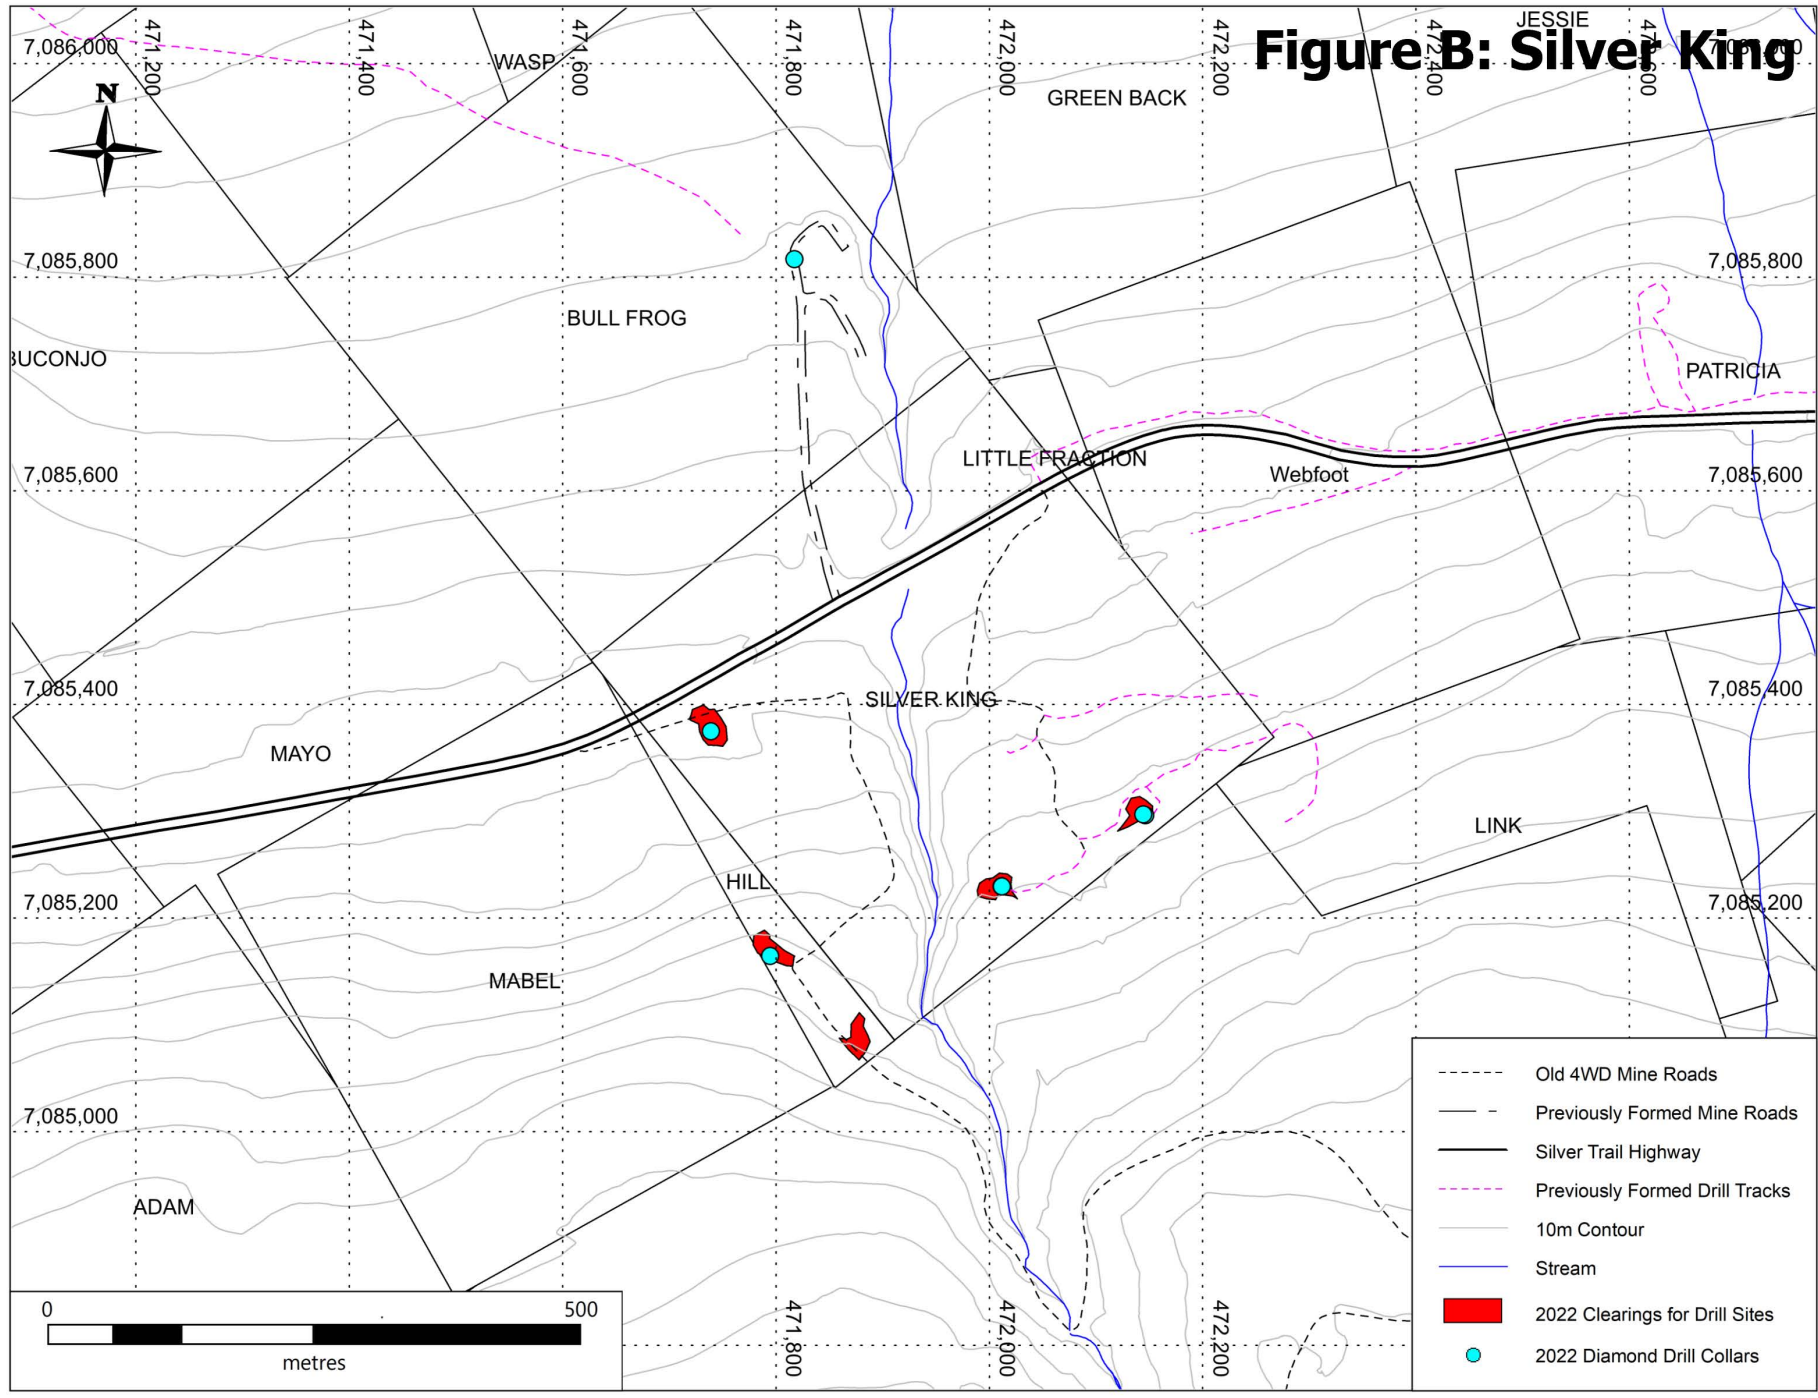 Figure B: Silver King
JESSIE
7,086,000
471,200
471,400
471,600
471,800
472,000
472,200
472,400
WASP
GREEN BACK
N
7,085,800
7,085,800
BULL FROG
BUCONJO
PATRICIA
LITTLE FRACTION
Webfoot
7,085,600
7,085,600
7,085,400
SILVER KING
7,085,400
MAYO
LINK
HILL
7,085,200
7,085,200
MABEL
7,085,000
ADAM
471,800
472,000
472,200
0 500
metres
Old 4WD Mine Roads
Previously Formed Mine Roads
Silver Trail Highway
Previously Formed Drill Tracks
10m Contour
Stream
2022 Clearings for Drill Sites
2022 Diamond Drill Collars